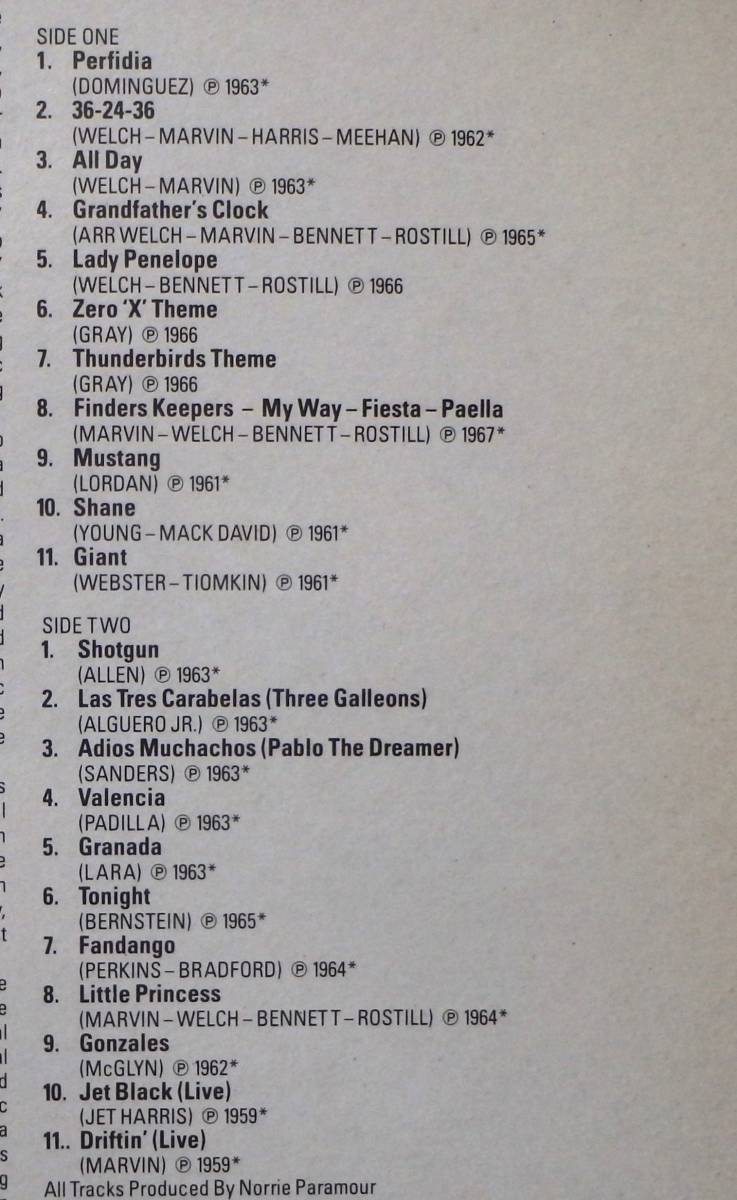 SIDE ONE
1. Perfidia
(DOMINGUEZ) ℗ 1963*
2. 36-24-36
(WELCH – MARVIN – HARRIS – MEEHAN) ℗ 1962*
3. All Day
(WELCH – MARVIN) ℗ 1963*
4. Grandfather's Clock
(ARR WELCH – MARVIN – BENNETT – ROSTILL) ℗ 1965*
5. Lady Penelope
(WELCH – BENNETT – ROSTILL) ℗ 1966
6. Zero 'X' Theme
(GRAY) ℗ 1966
7. Thunderbirds Theme
(GRAY) ℗ 1966
8. Finders Keepers – My Way – Fiesta – Paella
(MARVIN – WELCH – BENNETT – ROSTILL) ℗ 1967*
9. Mustang
(LORDAN) ℗ 1961*
10. Shane
(YOUNG – MACK DAVID) ℗ 1961*
11. Giant
(WEBSTER – TIOMKIN) ℗ 1961*
SIDE TWO
1. Shotgun
(ALLEN) ℗ 1963*
2. Las Tres Carabelas (Three Galleons)
(ALGUERO JR.) ℗ 1963*
3. Adios Muchachos (Pablo The Dreamer)
(SANDERS) ℗ 1963*
4. Valencia
(PADILLA) ℗ 1963*
5. Granada
(LARA) ℗ 1963*
6. Tonight
(BERNSTEIN) ℗ 1965*
7. Fandango
(PERKINS – BRADFORD) ℗ 1964*
8. Little Princess
(MARVIN – WELCH – BENNETT – ROSTILL) ℗ 1964*
9. Gonzales
(McGLYN) ℗ 1962*
10. Jet Black (Live)
(JET HARRIS) ℗ 1959*
11.. Driftin' (Live)
(MARVIN) ℗ 1959*
All Tracks Produced By Norrie Paramour